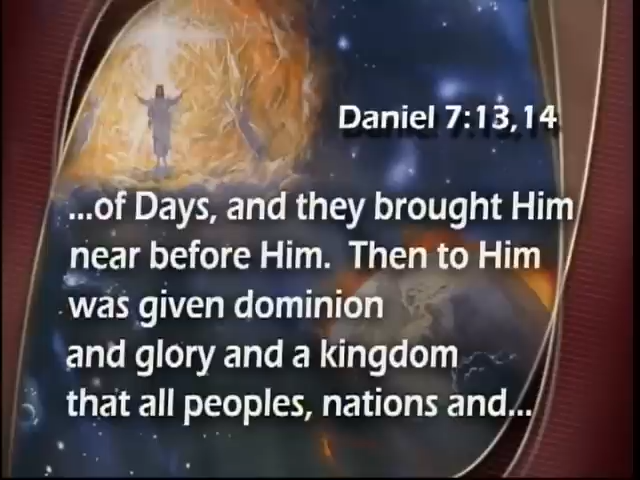 Daniel 7:13,14
...of Days, and they brought Him
near before Him. Then to Him
was given dominion
and glory and a kingdom
that all peoples, nations and...